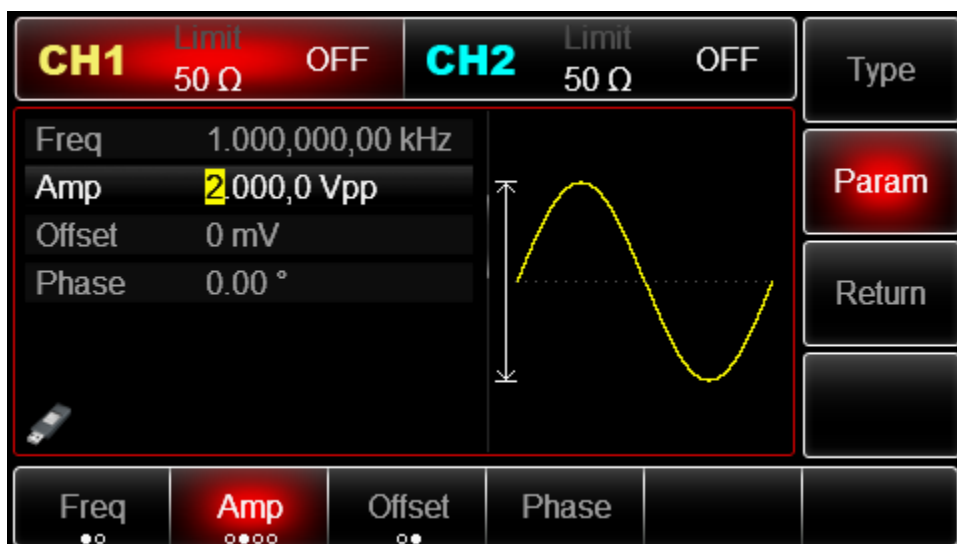 CH1 Limit 50 Ω OFF CH2 Limit 50 Ω OFF
Type
Freq 1.000,000,00 kHz
Amp 2.000,0 Vpp
Offset 0 mV
Phase 0.00 °
Param
Return
Freq Amp Offset Phase